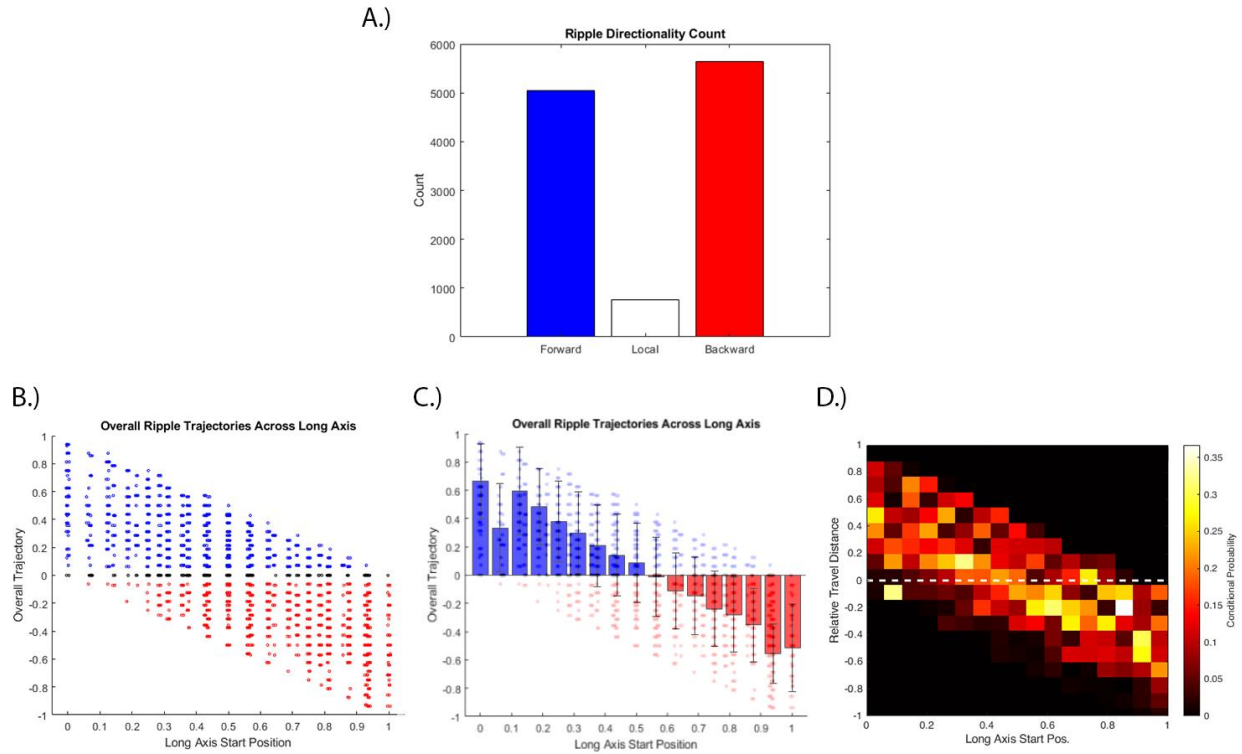 A.)
Ripple Directionality Count
6000
5000
4000
3000
2000
1000
0
Count
Forward Local Backward
B.)
Overall Ripple Trajectories Across Long Axis
1
0.8
0.6
0.4
0.2
0
-0.2
-0.4
-0.6
-0.8
-1
Overall Trajectory
0 0.1 0.2 0.3 0.4 0.5 0.6 0.7 0.8 0.9 1
Long Axis Start Position
C.)
Overall Ripple Trajectories Across Long Axis
1
0.8
0.6
0.4
0.2
0
-0.2
-0.4
-0.6
-0.8
-1
Overall Trajectory
0 0.1 0.2 0.3 0.4 0.5 0.6 0.7 0.8 0.9 1
Long Axis Start Position
D.)
1
0.8
0.6
0.4
0.2
0
-0.2
-0.4
-0.6
-0.8
-1
Relative Travel Distance
0.2 0.4 0.6 0.8 1
Long Axis Start Pos.
0.35
0.3
0.25
0.2
0.15
0.1
0.05
0
Conditional Probability